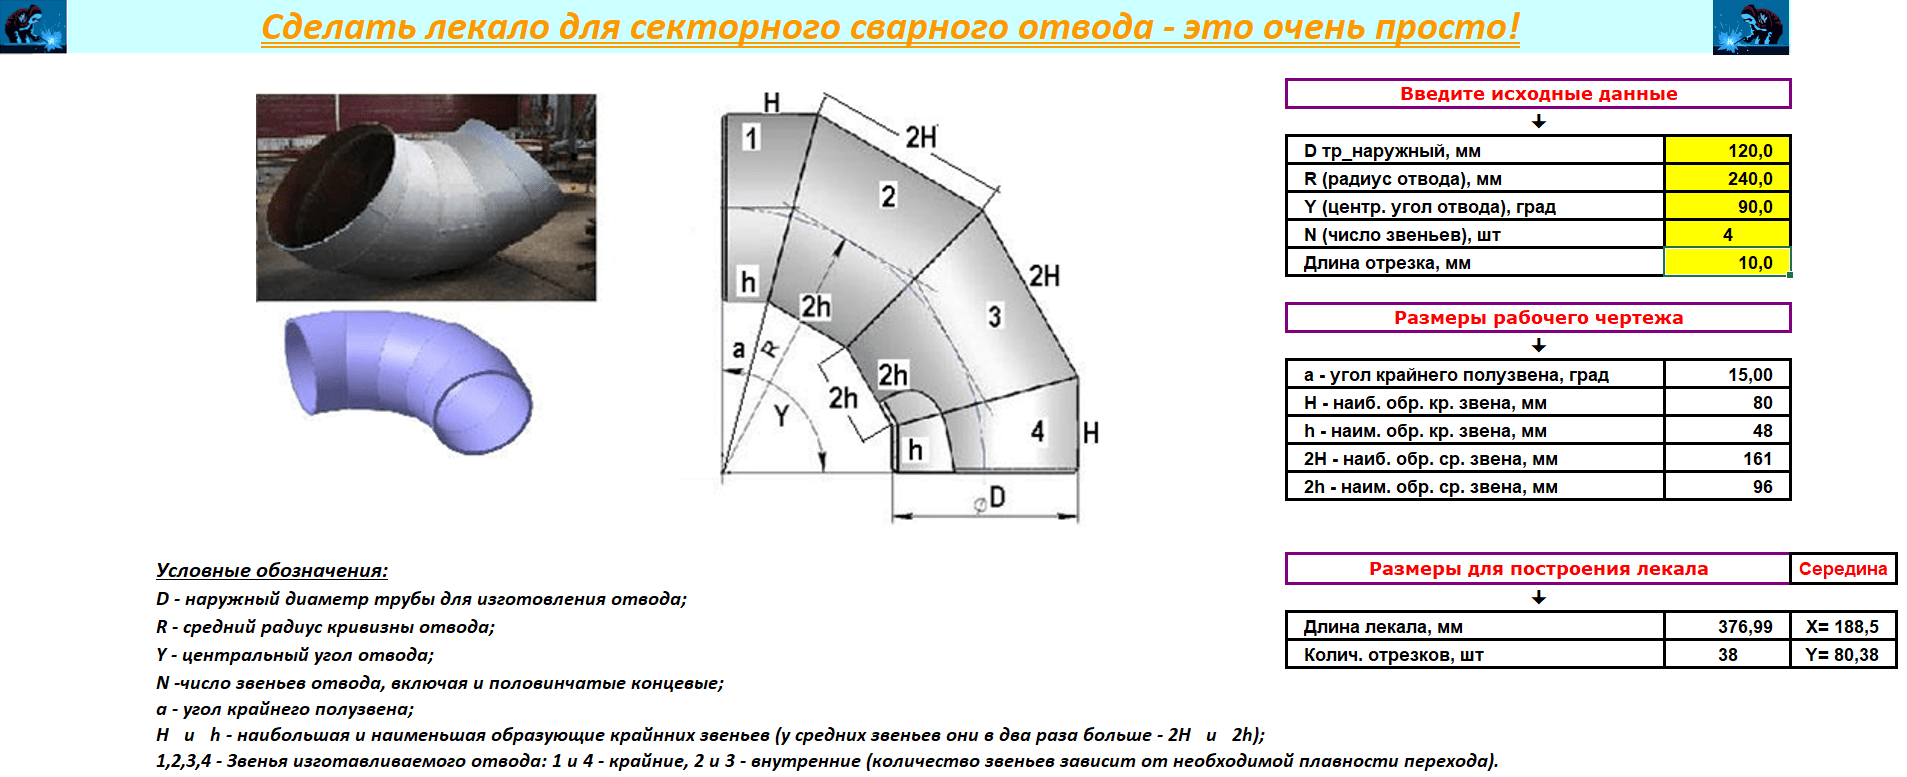 Сделать лекало для секторного сварного отвода - это очень просто!
H
1
2H
2
h
2h
a
R
3
2H
2h
2h
Y
h
4
H
⌀D
Введите исходные данные
D тр_наружный, мм 120,0
R (радиус отвода), мм 240,0
Y (центр. угол отвода), град 90,0
N (число звеньев), шт 4
Длина отрезка, мм 10,0
Размеры рабочего чертежа
a - угол крайнего полузвена, град 15,00
H - наиб. обр. кр. звена, мм 80
h - наим. обр. кр. звена, мм 48
2H - наиб. обр. ср. звена, мм 161
2h - наим. обр. ср. звена, мм 96
Размеры для построения лекала Середина
Длина лекала, мм 376,99 X= 188,5
Колич. отрезков, шт 38 Y= 80,38
Условные обозначения:
D - наружный диаметр трубы для изготовления отвода;
R - средний радиус кривизны отвода;
Y - центральный угол отвода;
N -число звеньев отвода, включая и половинчатые концевые;
a - угол крайнего полузвена;
H и h - наибольшая и наименьшая образующие крайнних звеньев (у средних звеньев они в два раза больше - 2H и 2h);
1,2,3,4 - Звенья изготавливаемого отвода: 1 и 4 - крайние, 2 и 3 - внутренние (количество звеньев зависит от необходимой плавности перехода).